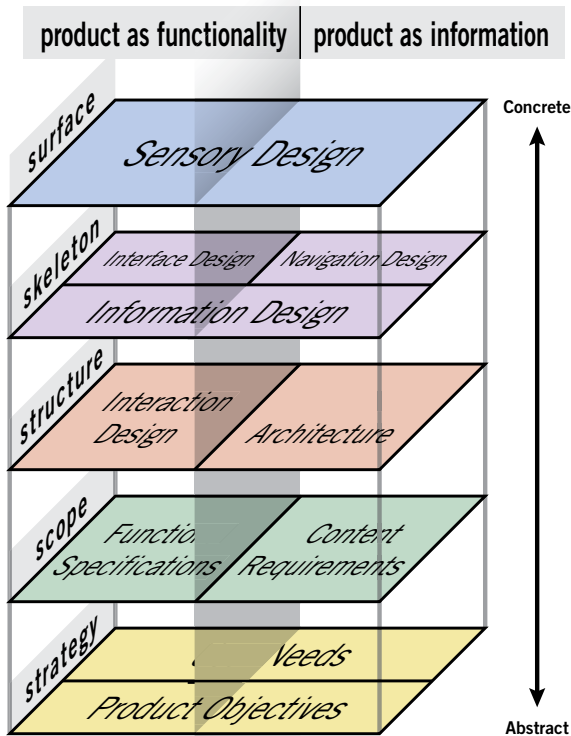 product as functionality
product as information
Concrete
surface
Sensory Design
skeleton
Interface Design
Navigation Design
Information Design
structure
Interaction
Design
Architecture
scope
Content
Specifications
Requirements
strategy
Product Objectives
Abstract